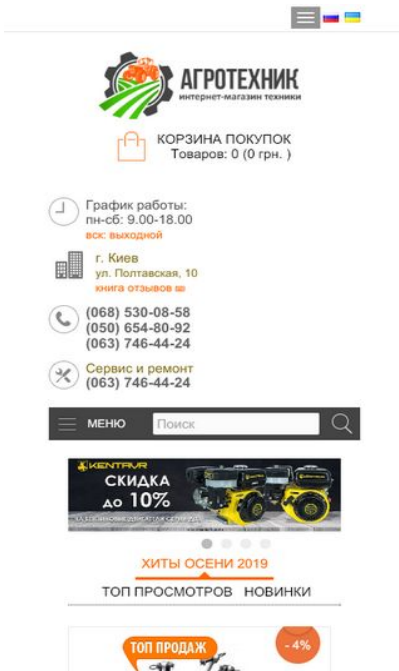 АГРОТЕХНИК
интернет-магазин техники
КОРЗИНА ПОКУПОК
Товаров: 0 (0 грн. )
График работы:
пн-сб: 9.00-18.00
вск: выходной
г. Киев
ул. Полтавская, 10
книга отзывов
(068) 530-08-58
(050) 654-80-92
(063) 746-44-24
Сервис и ремонт
(063) 746-44-24
МЕНЮ
Поиск
KENTAVR
СКИДКА
ДО 10%
ХИТЫ ОСЕНИ 2019
ТОП ПРОСМОТРОВ НОВИНКИ
ТОП ПРОДАЖ
- 4%